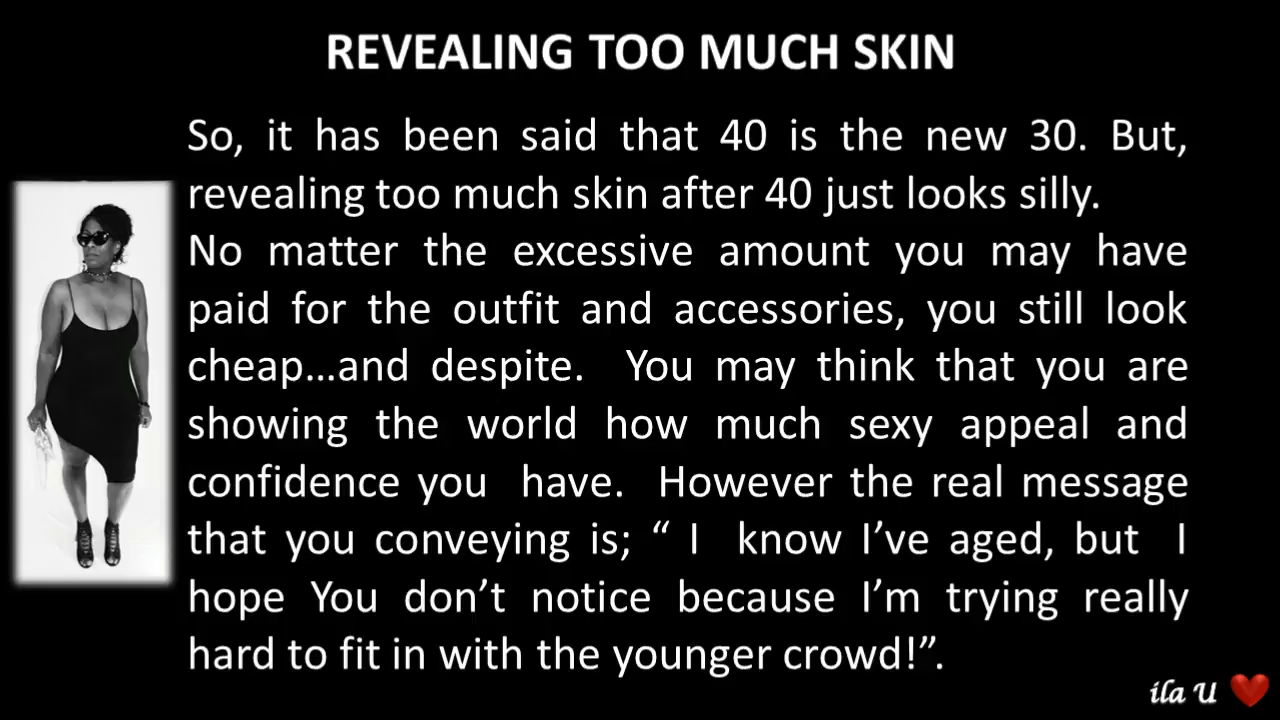 REVEALING TOO MUCH SKIN
So, it has been said that 40 is the new 30. But,
revealing too much skin after 40 just looks silly.
No matter the excessive amount you may have
paid for the outfit and accessories, you still look
cheap…and despite. You may think that you are
showing the world how much sexy appeal and
confidence you have. However the real message
that you conveying is; “ I know I’ve aged, but I
hope You don’t notice because I’m trying really
hard to fit in with the younger crowd!”.
ila U ❤️